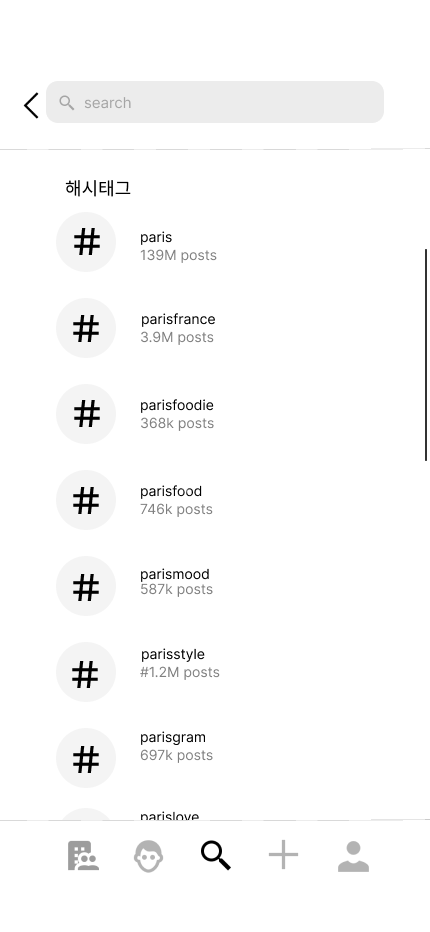 search
해시태그
# paris
139M posts
# parisfrance
3.9M posts
# parisfoodie
368k posts
# parisfood
746k posts
# parismood
587k posts
# parisstyle
#1.2M posts
# parisgram
697k posts
parislove